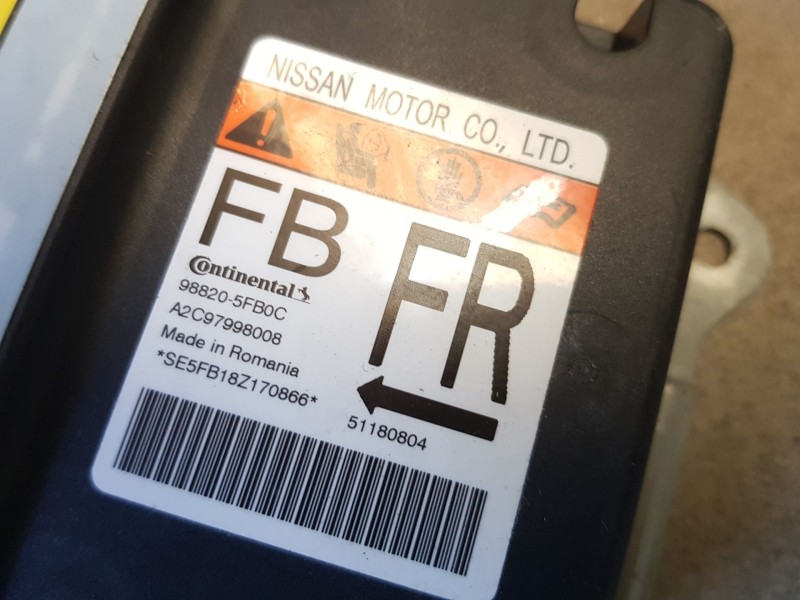 NISSAN MOTOR CO., LTD.
FB
FR
Continental
98820-5FB0C
A2C97998008
Made in Romania
*SE5FB18Z170866*
51180804